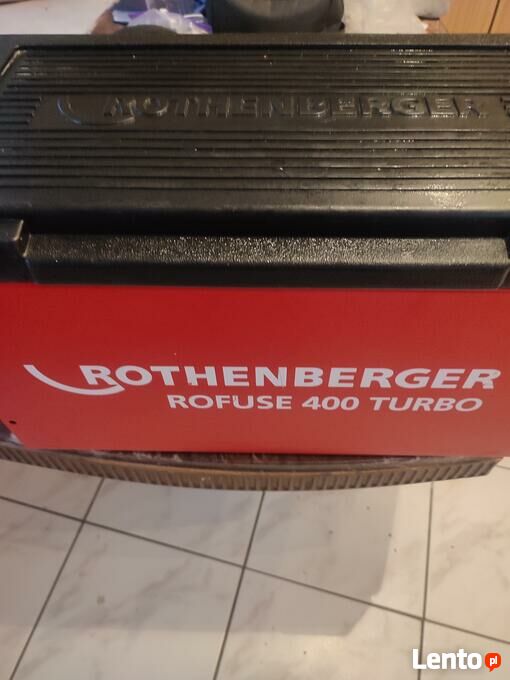 ROTHENBERGER
ROTHENBERGER
ROFUSE 400 TURBO
Lento pl